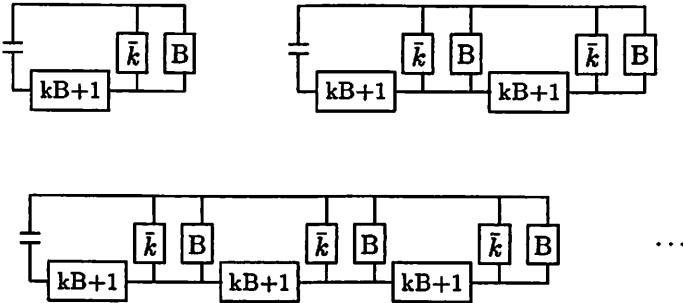 k̄ B k̄ B k̄ B
kB+1 kB+1 kB+1
k̄ B k̄ B k̄ B ...
kB+1 kB+1 kB+1